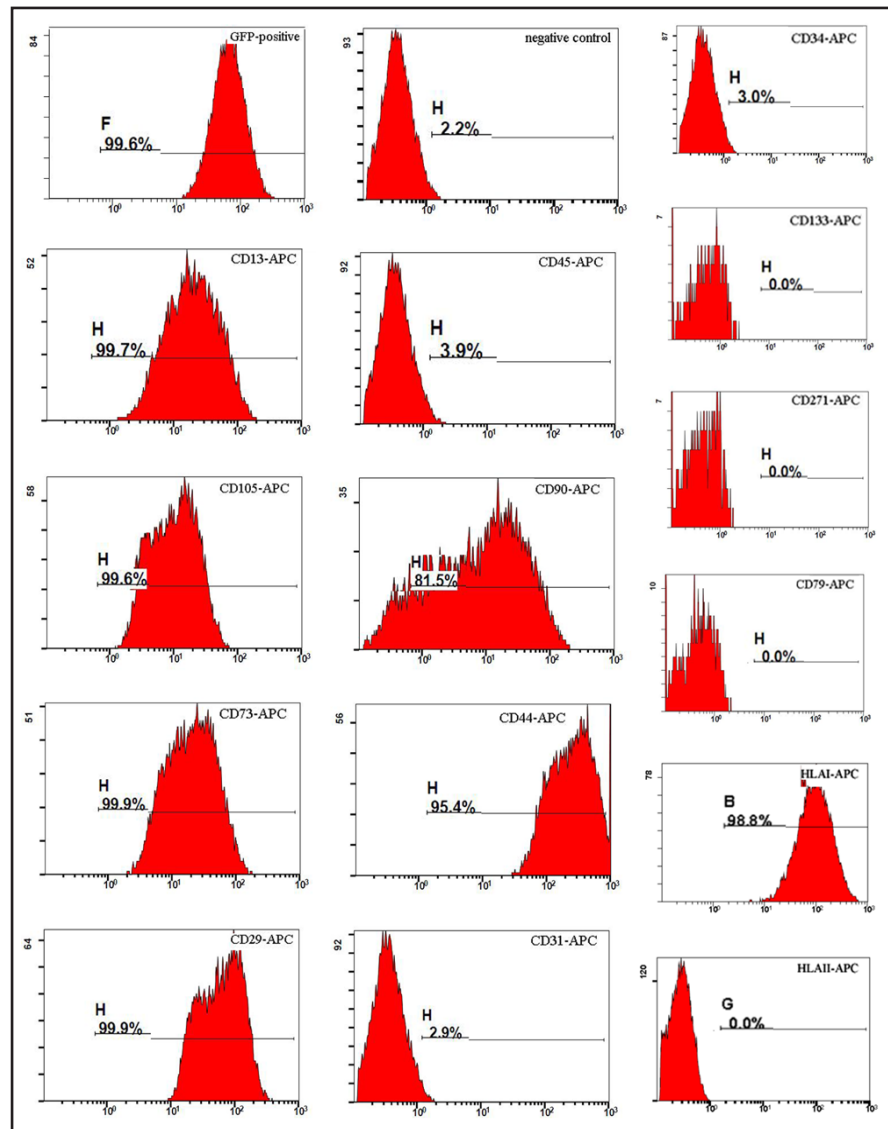 GFP-positive
84
F
99.6%
10⁰ 10¹ 10² 10³
negative control
93
H
2.2%
10⁰ 10¹ 10² 10³
CD34-APC
87
H
3.0%
10⁰ 10¹ 10² 10³
CD13-APC
52
H
99.7%
10⁰ 10¹ 10² 10³
CD45-APC
92
H
3.9%
10⁰ 10¹ 10² 10³
CD133-APC
7
H
0.0%
10⁰ 10¹ 10² 10³
CD271-APC
7
H
0.0%
10⁰ 10¹ 10² 10³
CD105-APC
58
H
99.6%
10⁰ 10¹ 10² 10³
CD90-APC
35
H
81.5%
10⁰ 10¹ 10² 10³
CD79-APC
10
H
0.0%
10⁰ 10¹ 10² 10³
CD73-APC
51
H
99.9%
10⁰ 10¹ 10² 10³
CD44-APC
56
H
95.4%
10⁰ 10¹ 10² 10³
HLAI-APC
78
B
98.8%
10⁰ 10¹ 10² 10³
CD29-APC
64
H
99.9%
10⁰ 10¹ 10² 10³
CD31-APC
92
H
2.9%
10⁰ 10¹ 10² 10³
HLAII-APC
120
G
0.0%
10⁰ 10¹ 10² 10³